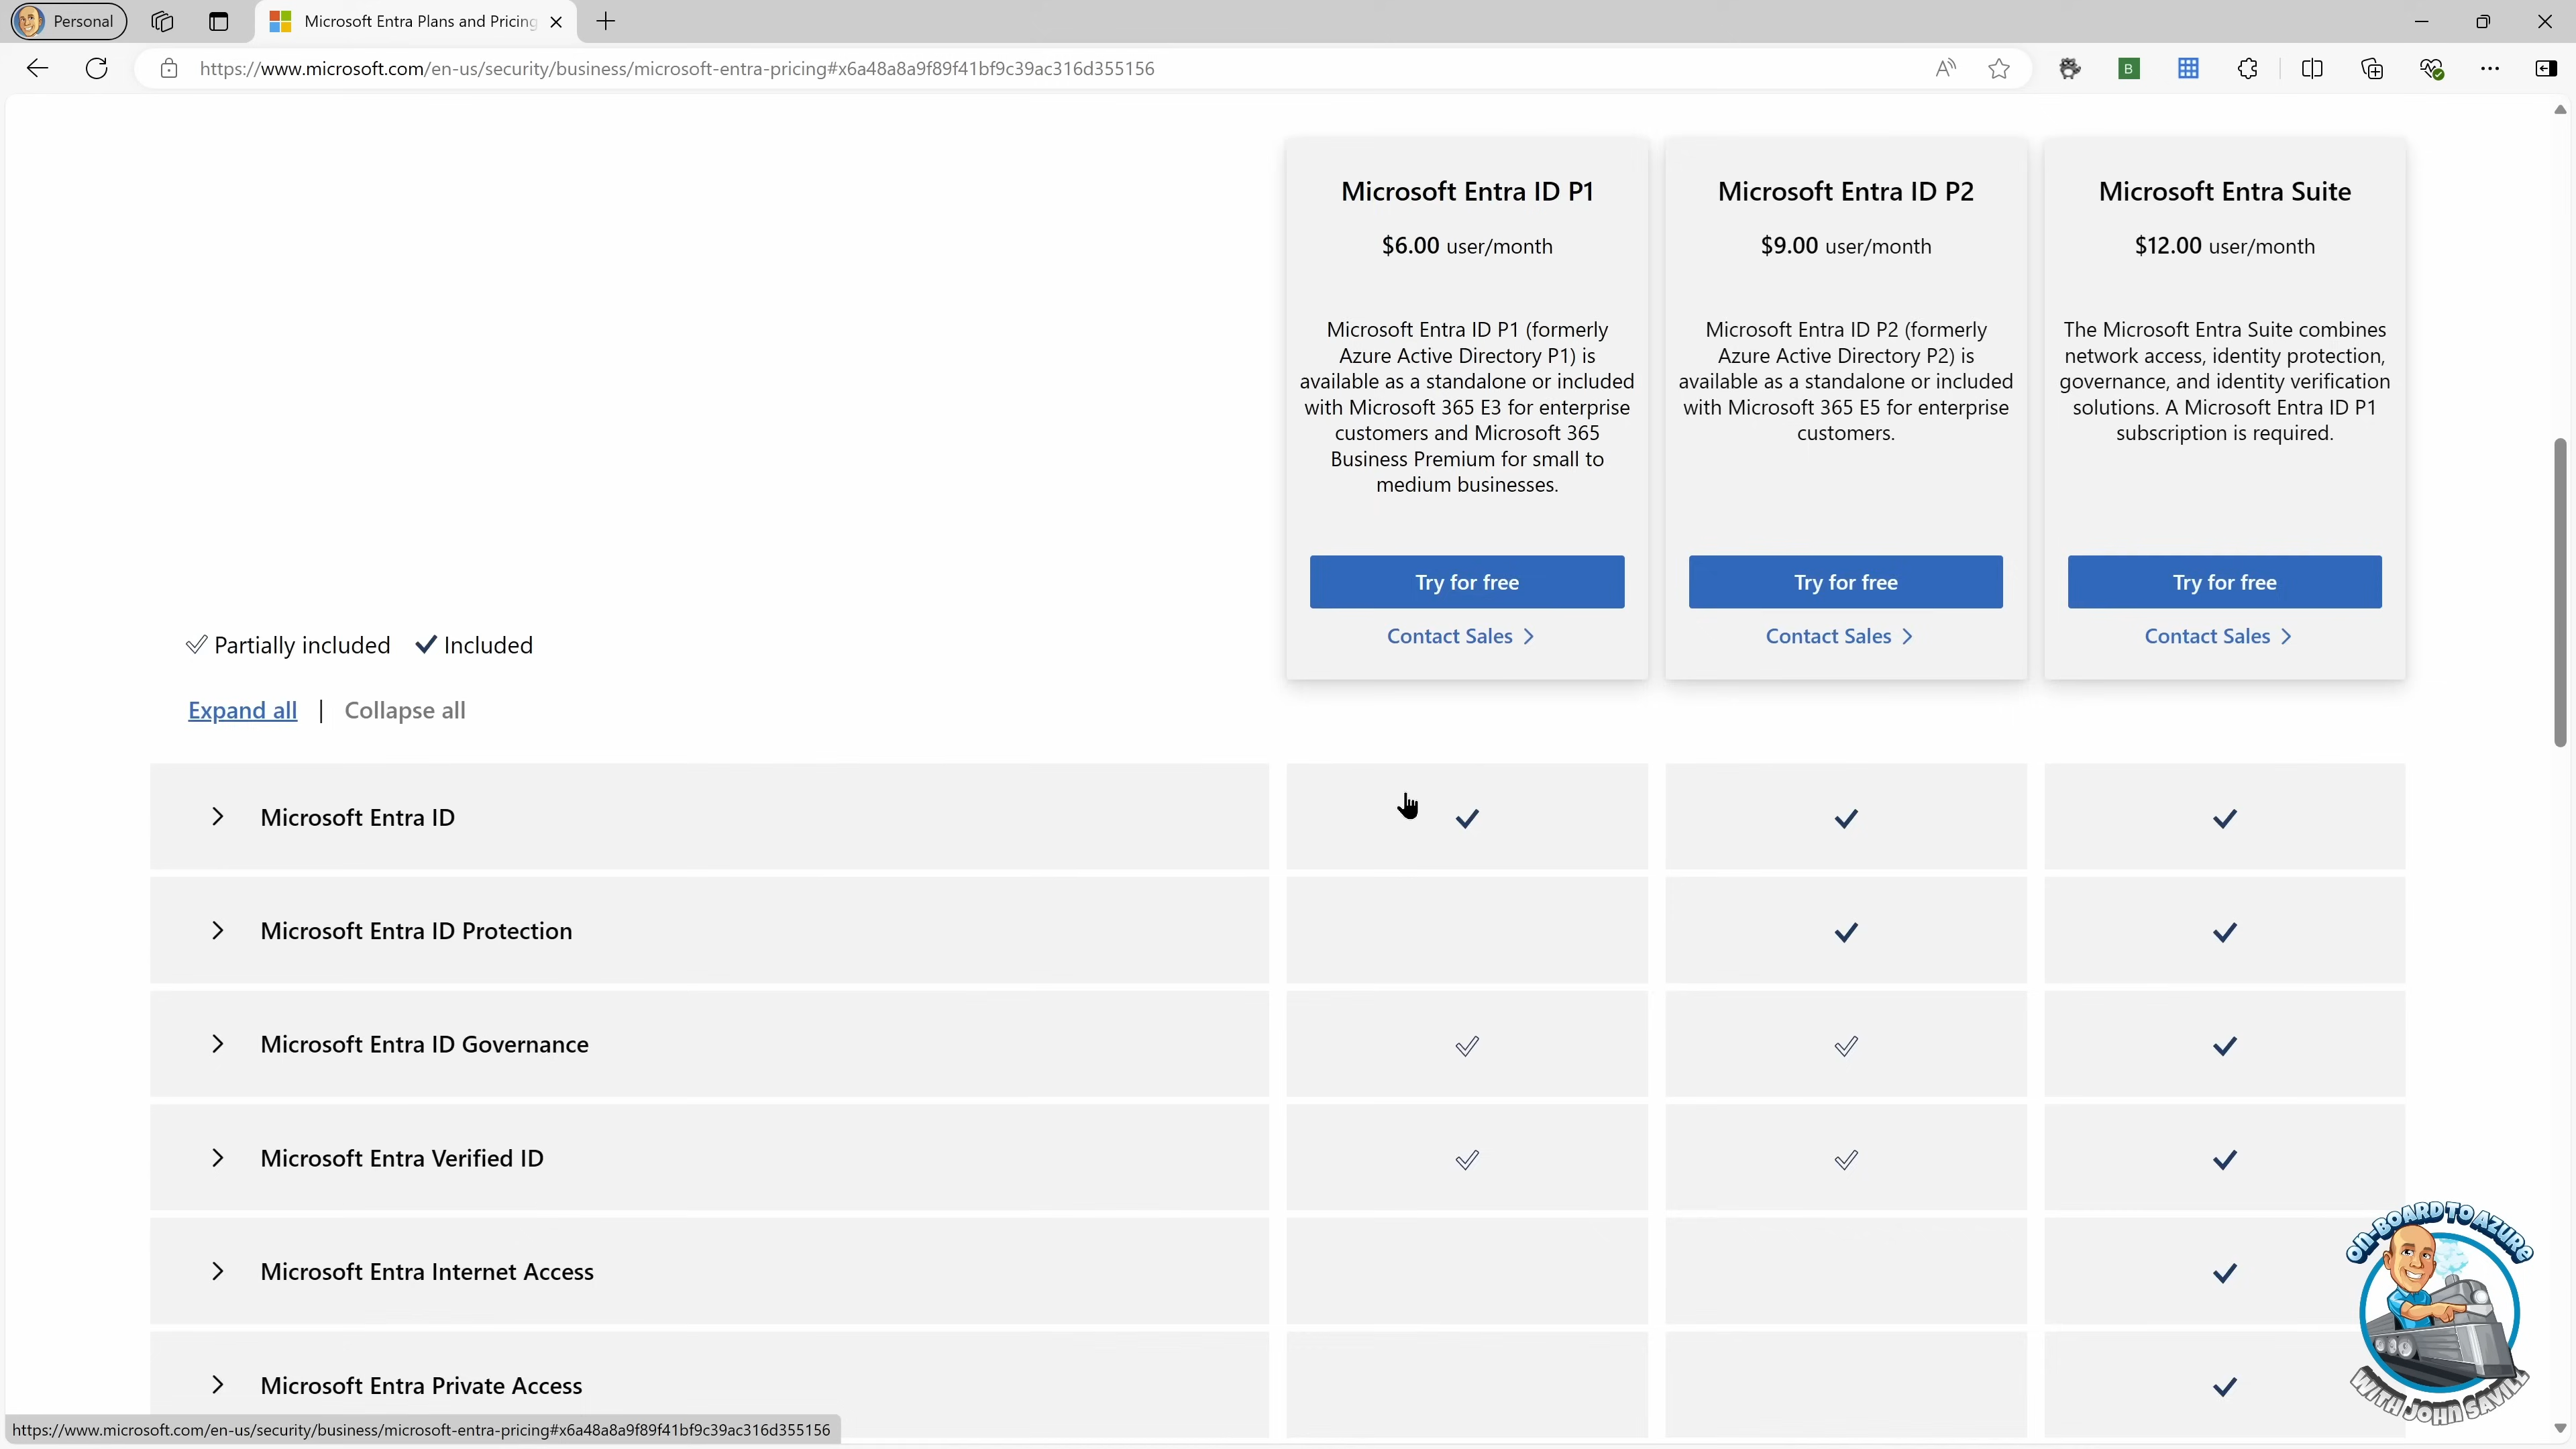 Personal
Microsoft Entra Plans and Pricing
https://www.microsoft.com/en-us/security/business/microsoft-entra-pricing#x6a48a8a9f89f41bf9c39ac316d355156
B
Microsoft Entra ID P1
$6.00 user/month
Microsoft Entra ID P1 (formerly
Azure Active Directory P1) is
available as a standalone or included
with Microsoft 365 E3 for enterprise
customers and Microsoft 365
Business Premium for small to
medium businesses.
Try for free
Contact Sales
Microsoft Entra ID P2
$9.00 user/month
Microsoft Entra ID P2 (formerly
Azure Active Directory P2) is
available as a standalone or included
with Microsoft 365 E5 for enterprise
customers.
Try for free
Contact Sales
Microsoft Entra Suite
$12.00 user/month
The Microsoft Entra Suite combines
network access, identity protection,
governance, and identity verification
solutions. A Microsoft Entra ID P1
subscription is required.
Try for free
Contact Sales
Partially included Included
Expand all | Collapse all
Microsoft Entra ID
Microsoft Entra ID Protection
Microsoft Entra ID Governance
Microsoft Entra Verified ID
Microsoft Entra Internet Access
Microsoft Entra Private Access
https://www.microsoft.com/en-us/security/business/microsoft-entra-pricing#x6a48a8a9f89f41bf9c39ac316d355156
ON-BOARD TO AZURE
WITH JOHN SAVILL